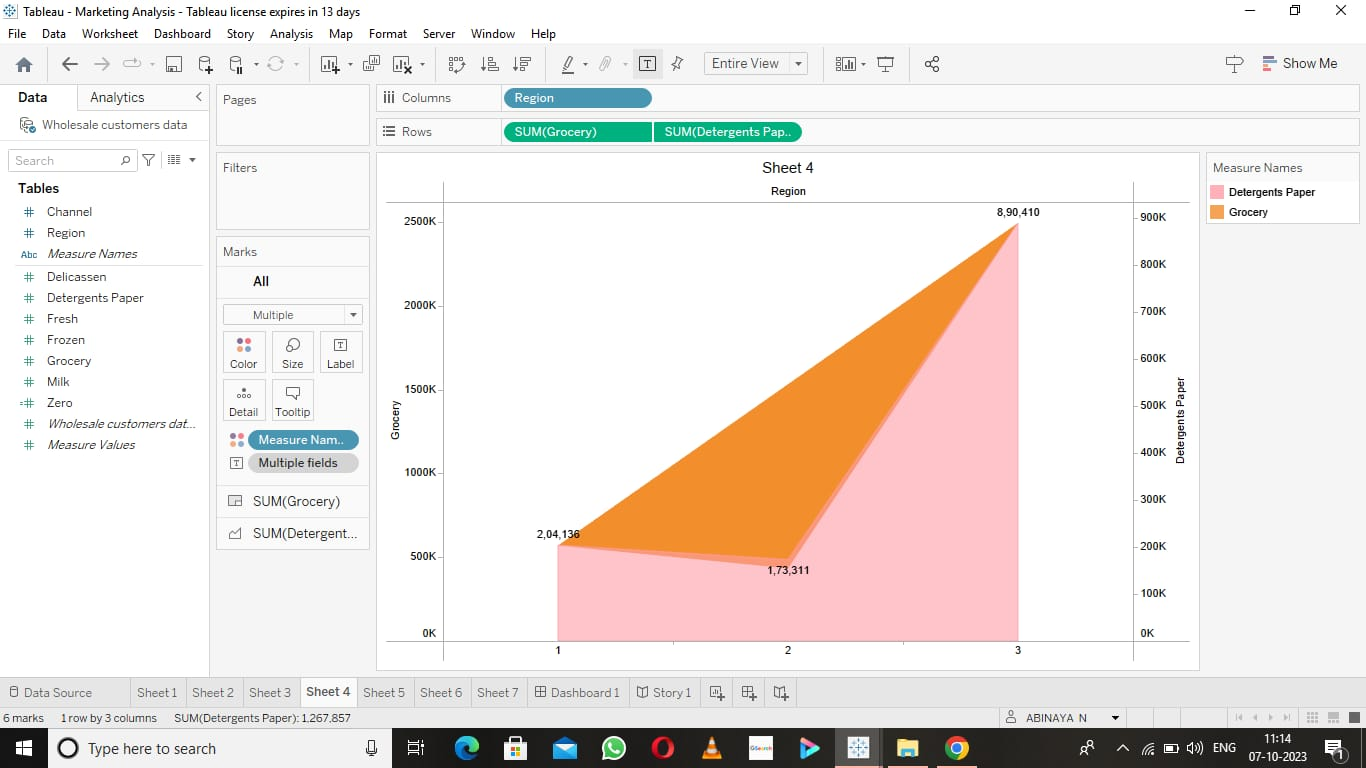 Tableau - Marketing Analysis - Tableau license expires in 13 days
File Data Worksheet Dashboard Story Analysis Map Format Server Window Help
Entire View
Show Me
Data Analytics
Wholesale customers data
Search
Tables
Channel
Region
Abc Measure Names
Delicassen
Detergents Paper
Fresh
Frozen
Grocery
Milk
Zero
Wholesale customers dat...
Measure Values
Pages
Filters
Marks
All
Multiple
Color Size Label
Detail Tooltip
Measure Nam..
Multiple fields
SUM(Grocery)
SUM(Detergent...
Columns Region
Rows SUM(Grocery) SUM(Detergents Pap..
Sheet 4
Region
2500K
2000K
1500K
1000K
500K
0K
Grocery
8,90,410
2,04,136
1,73,311
1 2 3
900K
800K
700K
600K
500K
400K
300K
200K
100K
0K
Detergents Paper
Measure Names
Detergents Paper
Grocery
Data Source Sheet 1 Sheet 2 Sheet 3 Sheet 4 Sheet 5 Sheet 6 Sheet 7 Dashboard 1 Story 1
6 marks 1 row by 3 columns SUM(Detergents Paper): 1,267,857
ABINAYA N
Type here to search
GSearch
ENG
11:14
07-10-2023
1